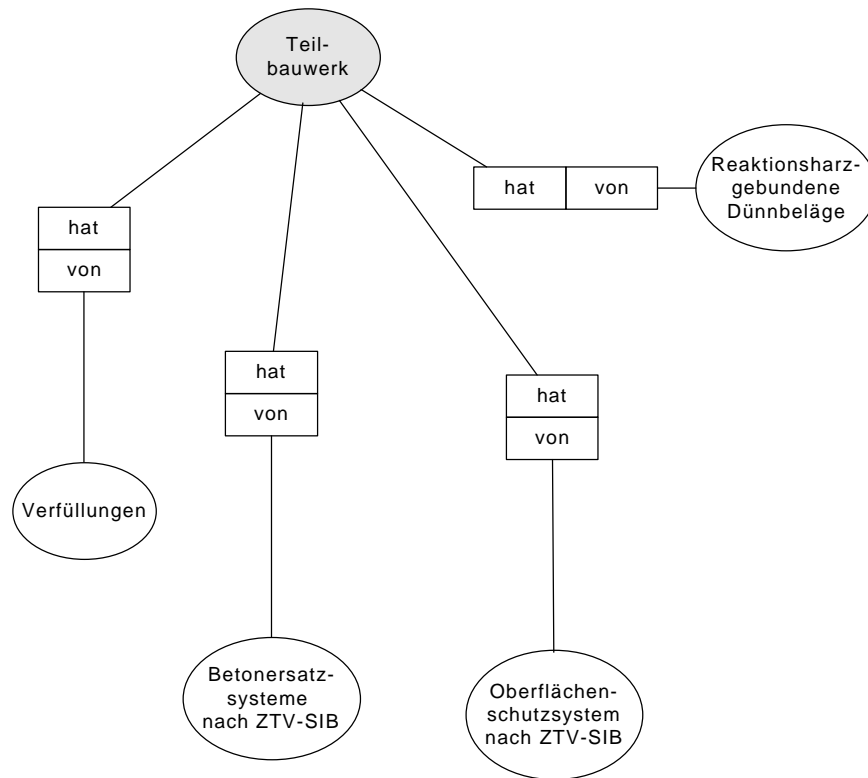 Teil-
bauwerk
Reaktionsharz-
gebundene
Dünnbeläge
hat
von
hat
von
hat
von
hat
von
Verfüllungen
Betonersatz-
systeme
nach ZTV-SIB
Oberflächen-
schutzsystem
nach ZTV-SIB